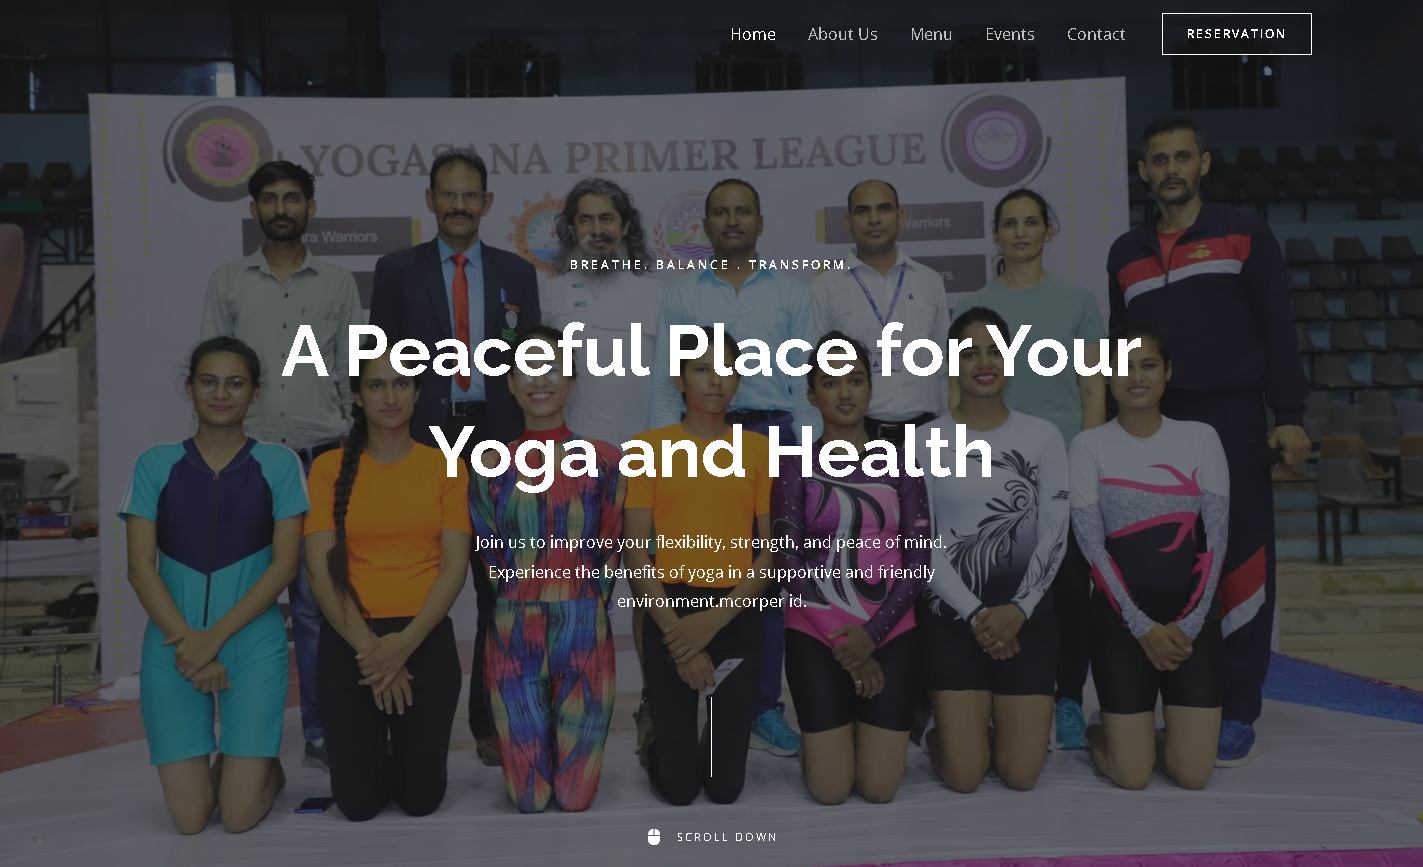 Home About Us Menu Events Contact RESERVATION
YOGASANA PRIMER LEAGUE
Warriors
Warriors
BREATHE. BALANCE . TRANSFORM.
A Peaceful Place for Your
Yoga and Health
Join us to improve your flexibility, strength, and peace of mind.
Experience the benefits of yoga in a supportive and friendly
environment.mcorper id.
SCROLL DOWN